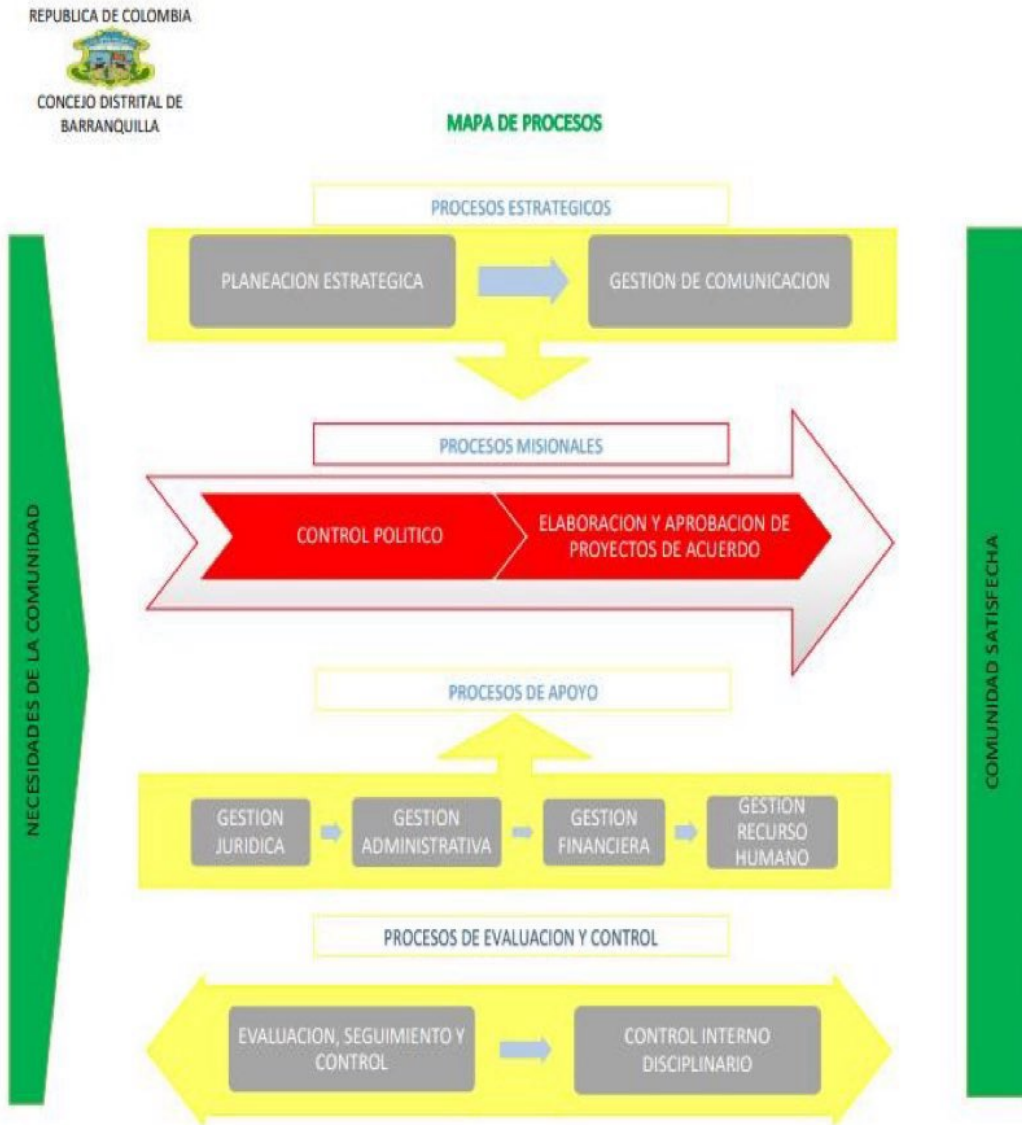 REPUBLICA DE COLOMBIA
CONCEJO DISTRITAL DE
BARRANQUILLA
MAPA DE PROCESOS
PROCESOS ESTRATEGICOS
PLANEACION ESTRATEGICA
GESTION DE COMUNICACION
PROCESOS MISIONALES
CONTROL POLITICO
ELABORACION Y APROBACION DE
PROYECTOS DE ACUERDO
NECESIDADES DE LA COMUNIDAD
COMUNIDAD SATISFECHA
PROCESOS DE APOYO
GESTION
JURIDICA
GESTION
ADMINISTRATIVA
GESTION
FINANCIERA
GESTION
RECURSO
HUMANO
PROCESOS DE EVALUACION Y CONTROL
EVALUACION, SEGUIMIENTO Y
CONTROL
CONTROL INTERNO
DISCIPLINARIO